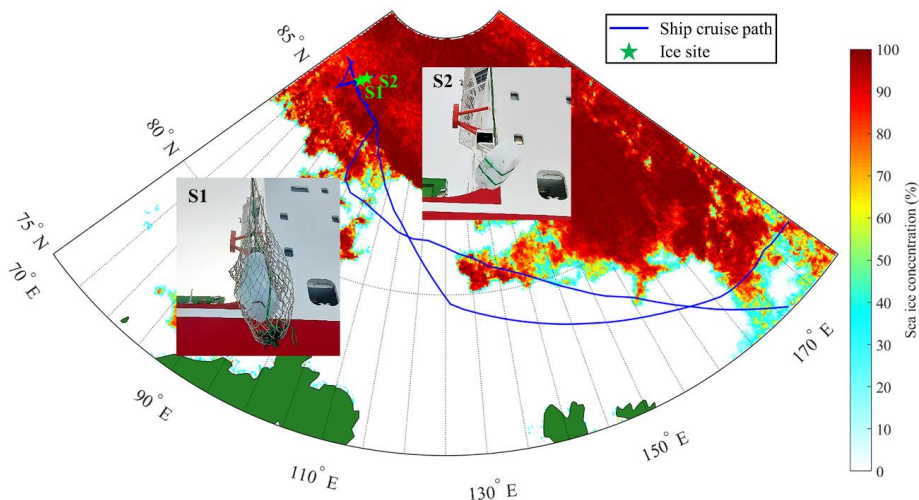 Ship cruise path
Ice site
85° N
80° N
75° N
70° N
S2
S1
S2
S1
90° E
110° E
130° E
150° E
170° E
100
90
80
70
60
50
40
30
20
10
0
Sea ice concentration (%)